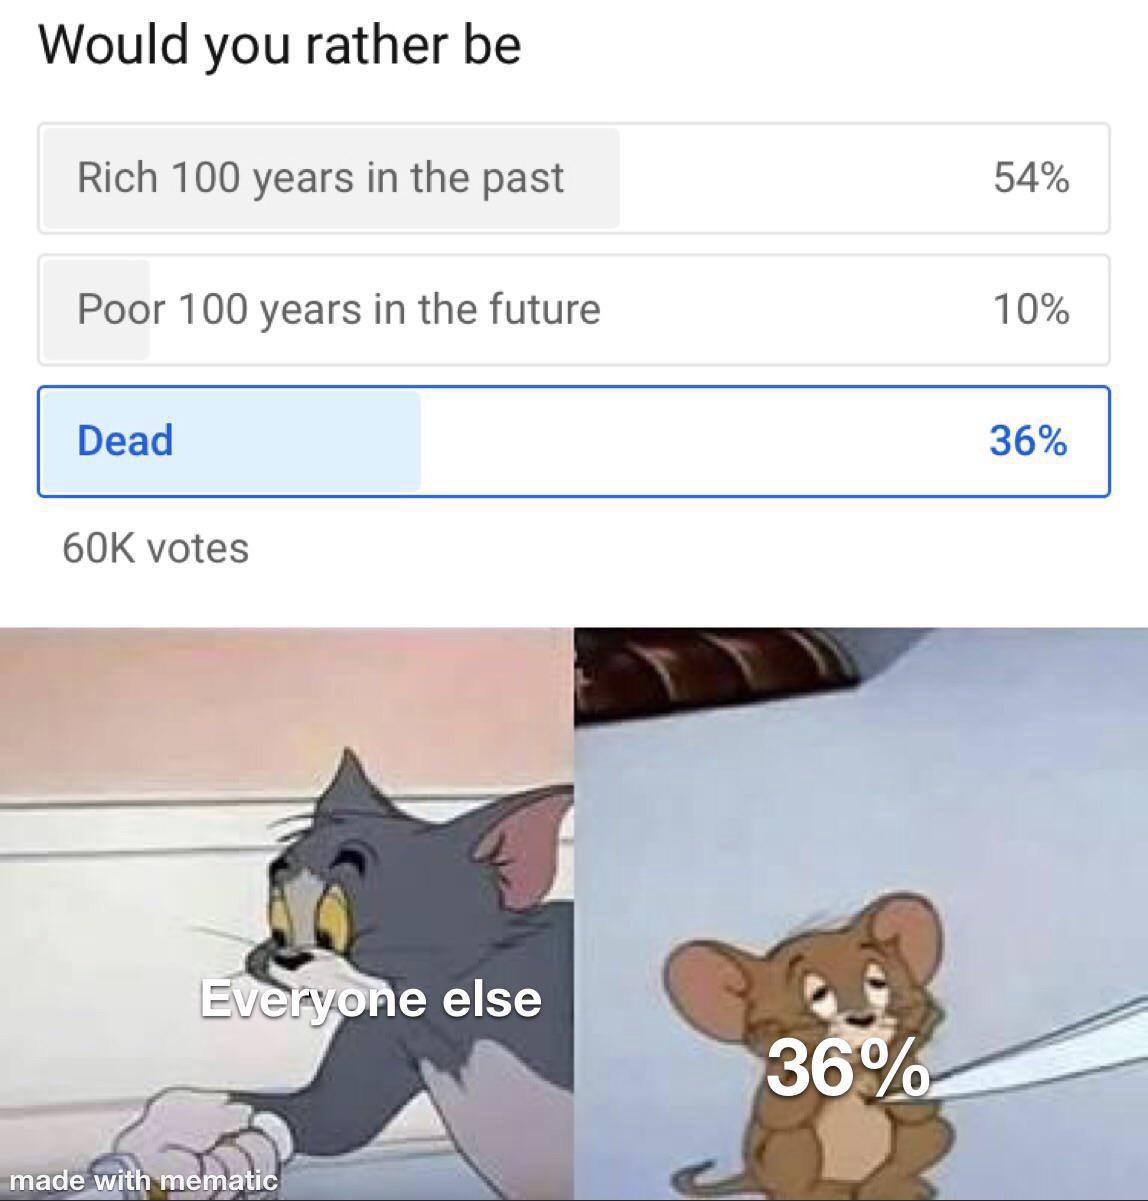 Would you rather be
Rich 100 years in the past 54%
Poor 100 years in the future 10%
Dead 36%
60K votes
Everyone else
36%
made with mematic